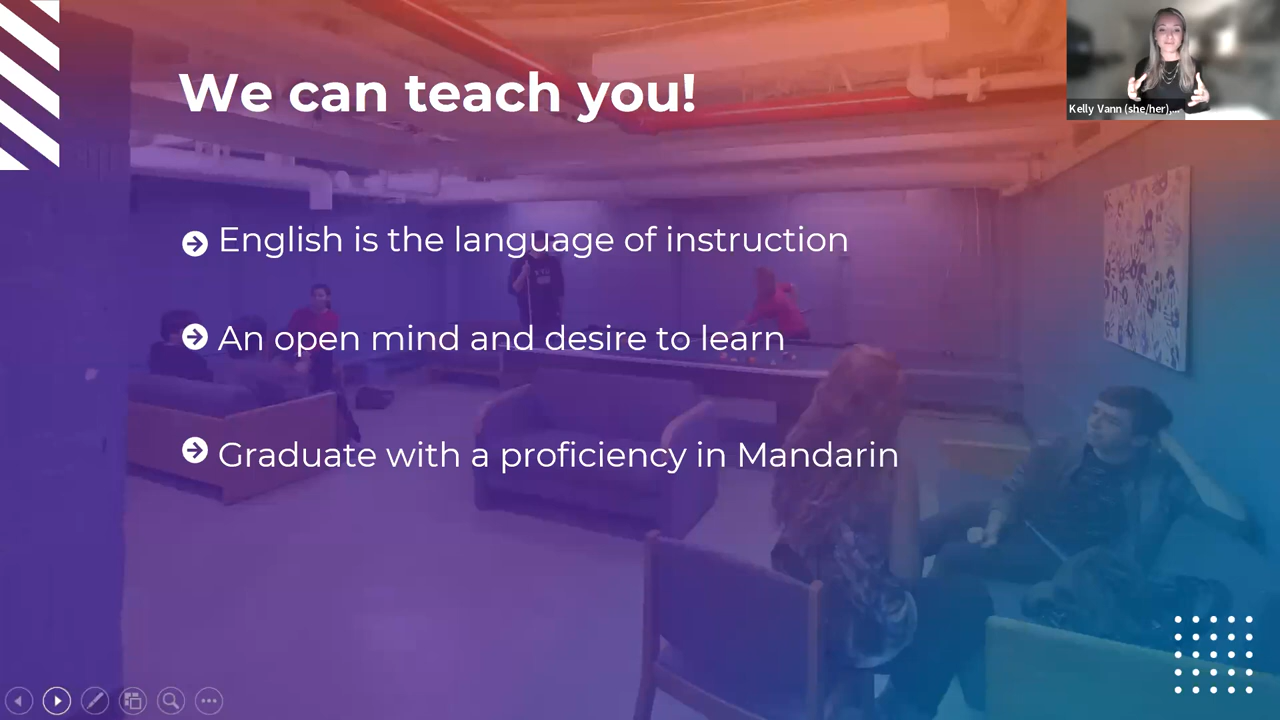 We can teach you!
Kelly Vann (she/her),...
English is the language of instruction
An open mind and desire to learn
Graduate with a proficiency in Mandarin